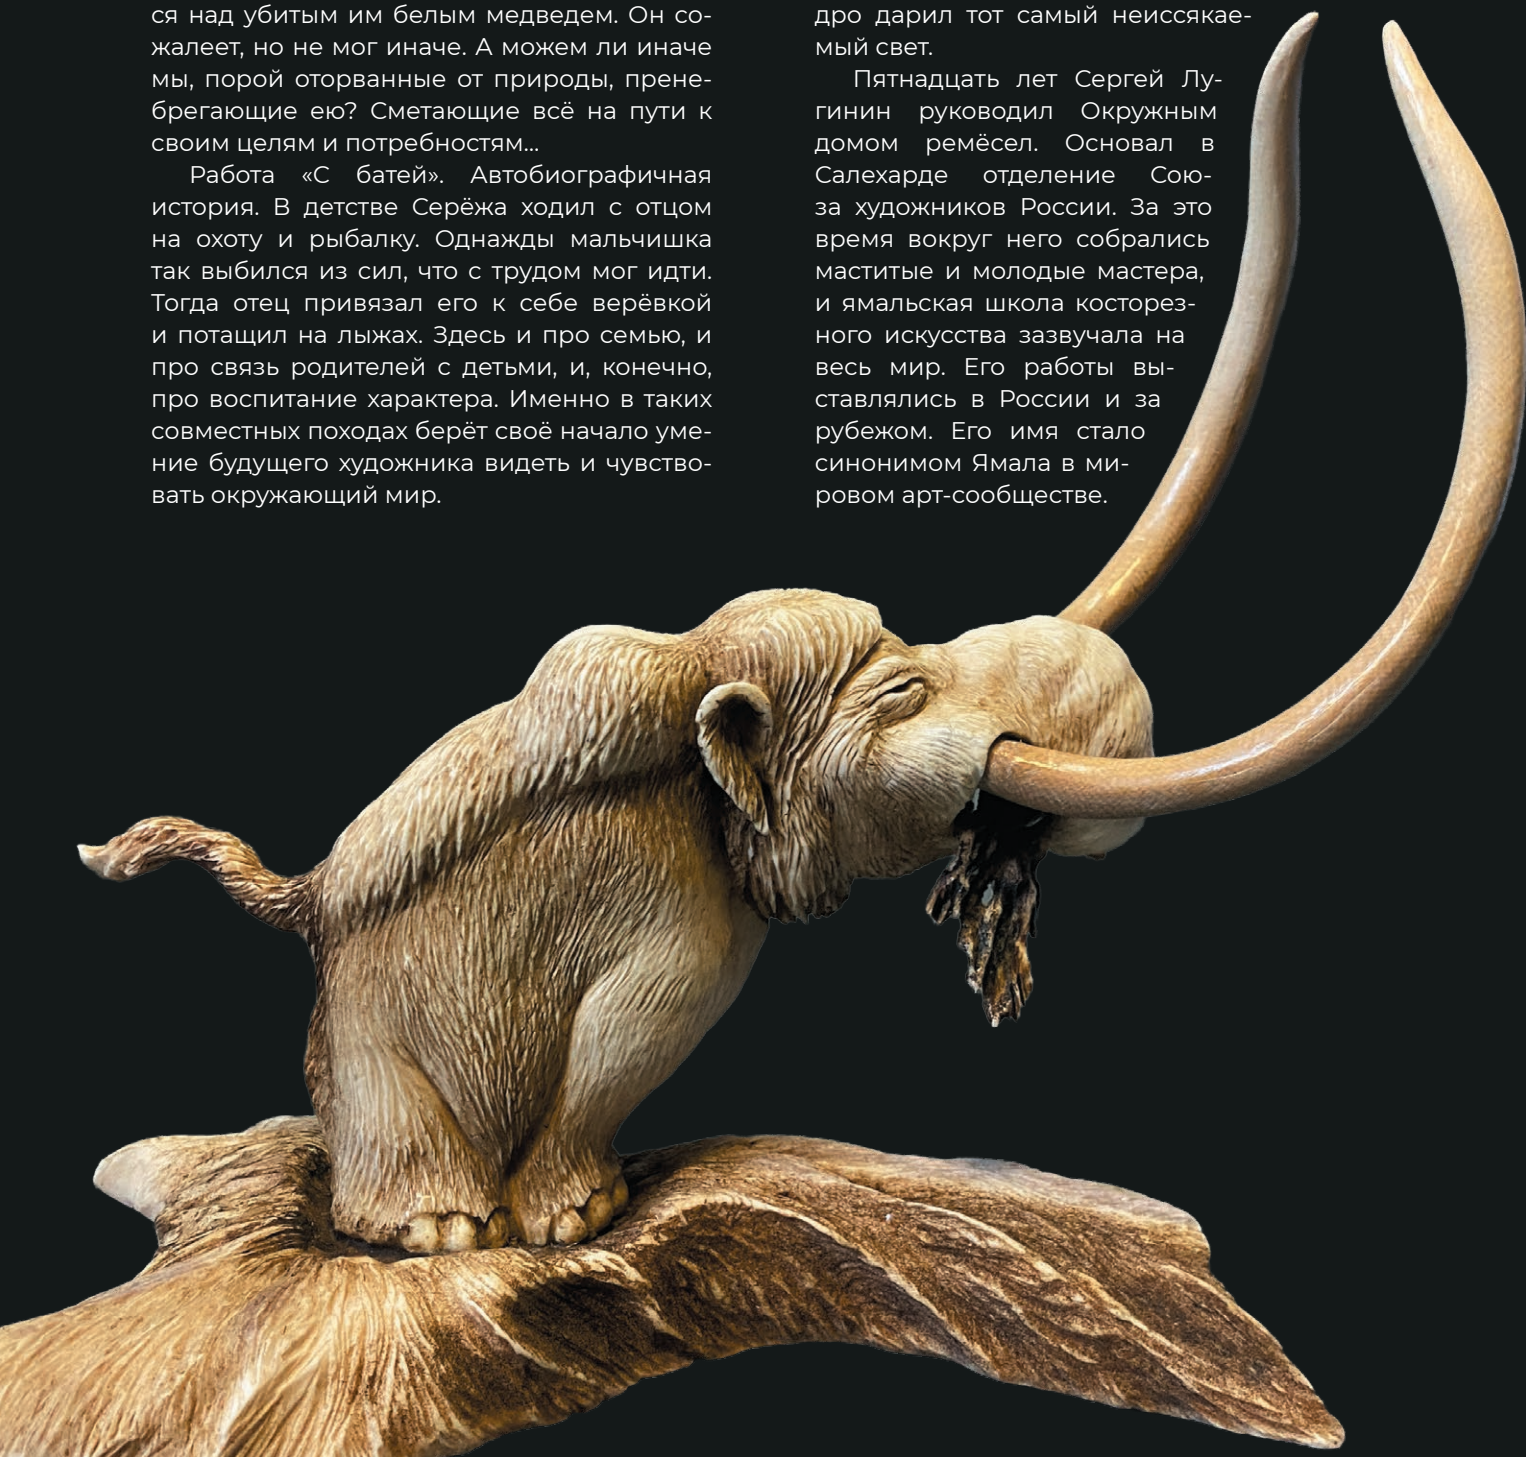 ся над убитым им белым медведем. Он со-
жалеет, но не мог иначе. А можем ли иначе
мы, порой оторванные от природы, прене-
брегающие ею? Сметающие всё на пути к
своим целям и потребностям...
Работа «С батей». Автобиографичная
история. В детстве Серёжа ходил с отцом
на охоту и рыбалку. Однажды мальчишка
так выбился из сил, что с трудом мог идти.
Тогда отец привязал его к себе верёвкой
и потащил на лыжах. Здесь и про семью, и
про связь родителей с детьми, и, конечно,
про воспитание характера. Именно в таких
совместных походах берёт своё начало уме-
ние будущего художника видеть и чувство-
вать окружающий мир.
дро дарил тот самый неиссякае-
мый свет.
Пятнадцать лет Сергей Лу-
гинин руководил Окружным
домом ремёсел. Основал в
Салехарде отделение Сою-
за художников России. За это
время вокруг него собрались
маститые и молодые мастера,
и ямальская школа косторез-
ного искусства зазвучала на
весь мир. Его работы вы-
ставлялись в России и за
рубежом. Его имя стало
синонимом Ямала в ми-
ровом арт-сообществе.